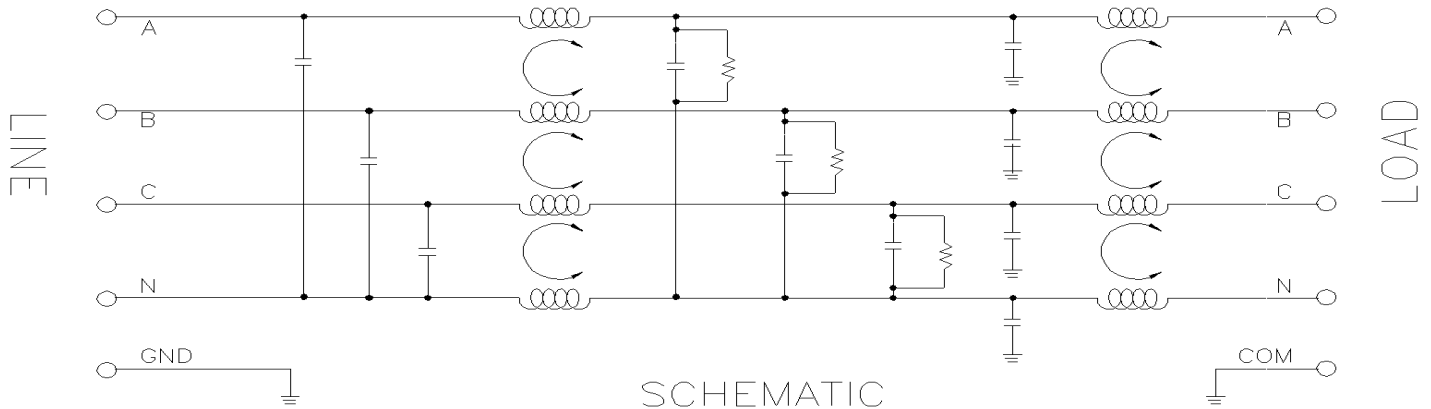 A A
B B
LINE LOAD
C C
N N
GND COM
SCHEMATIC